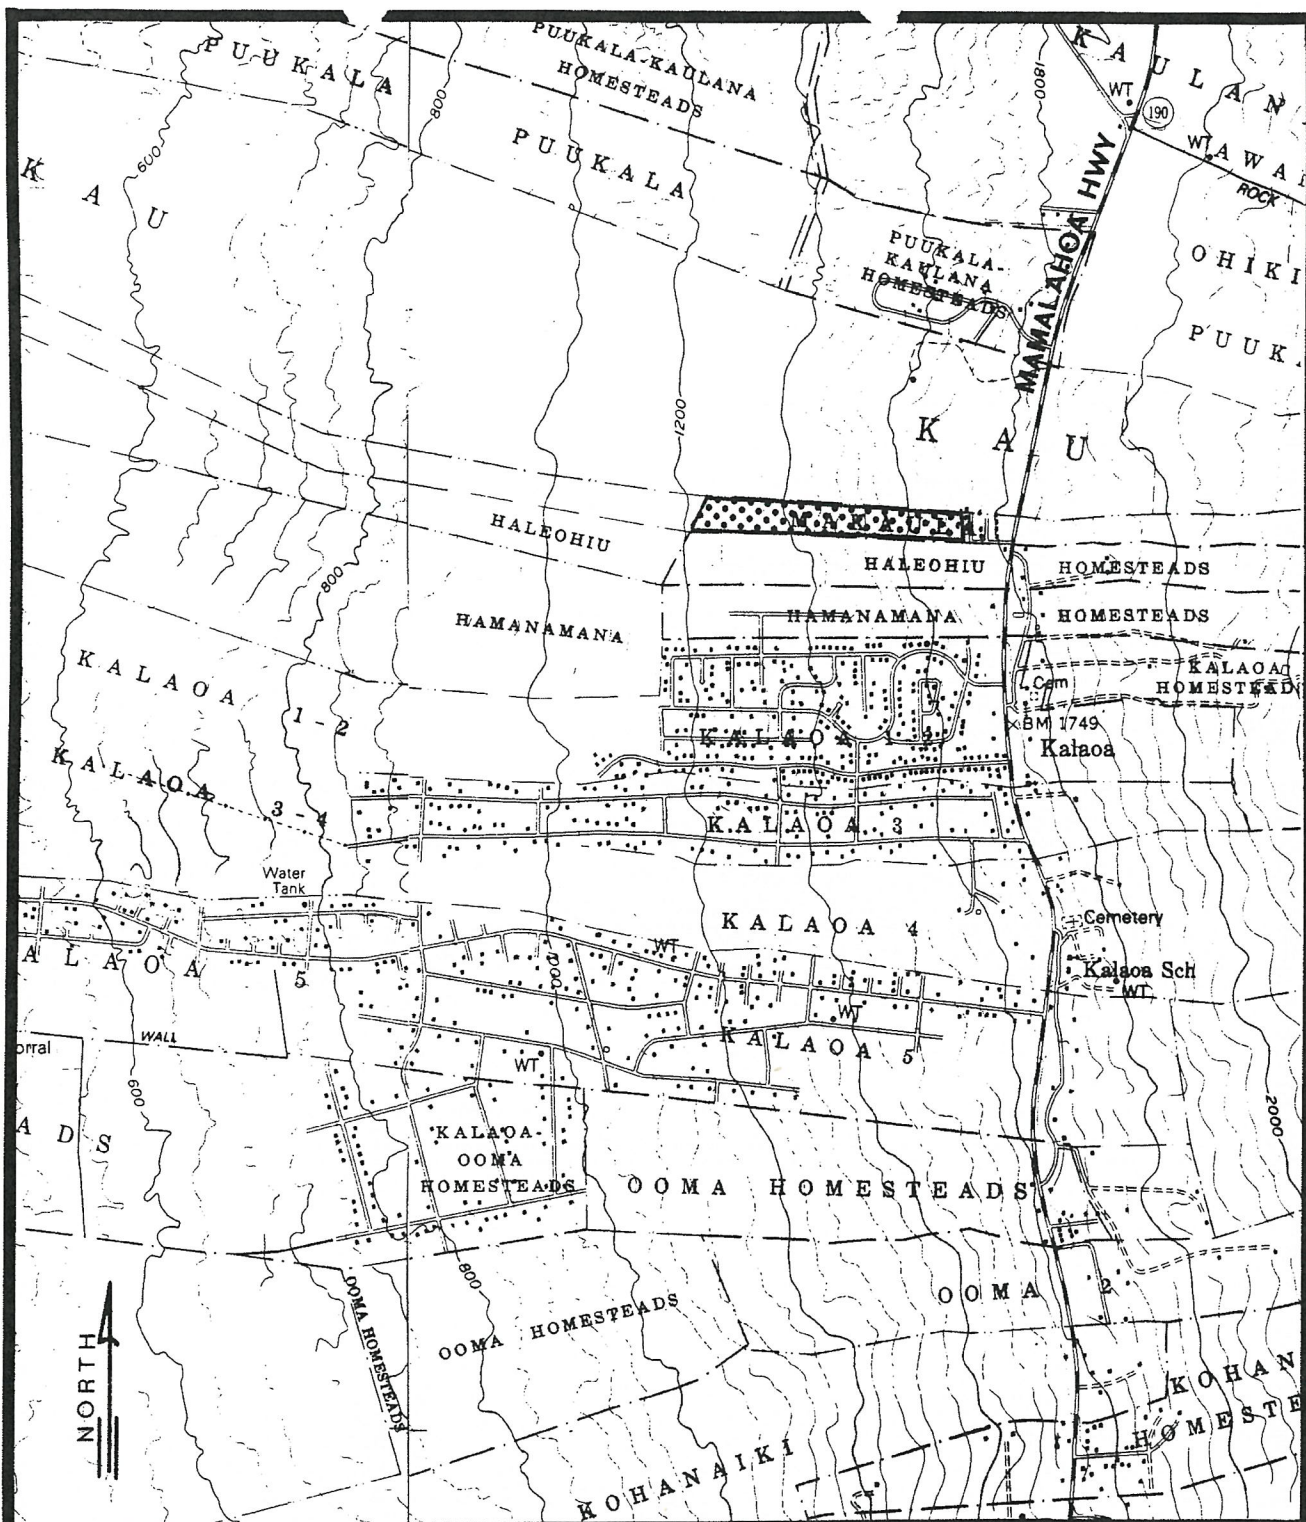 PUUKALA
PUUKALA-KAULANA
HOMESTEADS
800
1800
KAULAN
WT
190
WT
AWA
ROCK
600
PUUKALA
KAU
MAMALAHOA HWY
PUUKALA-
KAULANA
HOMESTEADS
OHIKI
PUUK
1200
KAU
MAKAULA
HALEOHIU
HALEOHIU
HOMESTEADS
800
HAMANAMANA
HAMANAMANA
HOMESTEADS
KALAOA
1-2
KALAOA
HOMESTEAD
Cem
BM 1749
Kalaoa
KALAOA 1 2
KALAOA 3-4
KALAOA 3
Water
Tank
KALAOA 4
Cemetery
ALAOA 5
WT
1000
Kalaoa Sch
WT
WT
WALL
KALAOA 5
orral
WT
600
2000
ADS
KALAOA-
OOMA
HOMESTEADS
OOMA HOMESTEADS
800
OOMA HOMESTEADS
OOMA HOMESTEADS
OOMA 2
NORTH
KOHAN
HOMESTE
KOHANAIKI